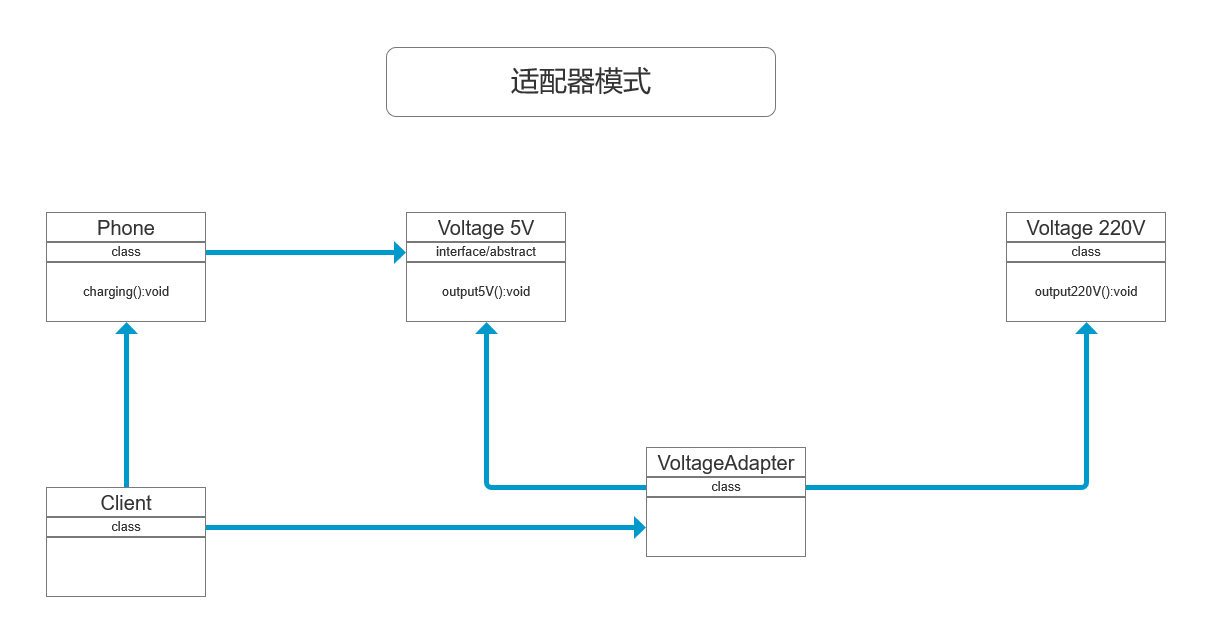 适配器模式
Phone
class
charging():void
Voltage 5V
interface/abstract
output5V():void
Voltage 220V
class
output220V():void
VoltageAdapter
class
Client
class